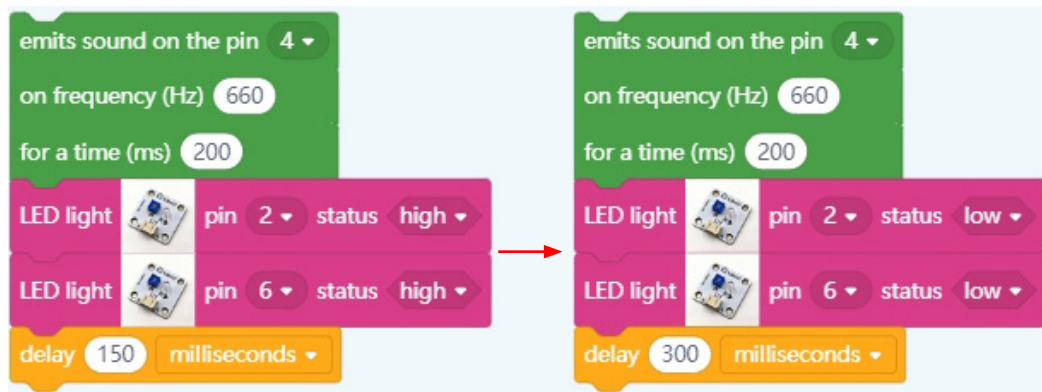 emits sound on the pin 4
on frequency (Hz) 660
for a time (ms) 200
LED light pin 2 status high
LED light pin 6 status high
delay 150 milliseconds
emits sound on the pin 4
on frequency (Hz) 660
for a time (ms) 200
LED light pin 2 status low
LED light pin 6 status low
delay 300 milliseconds